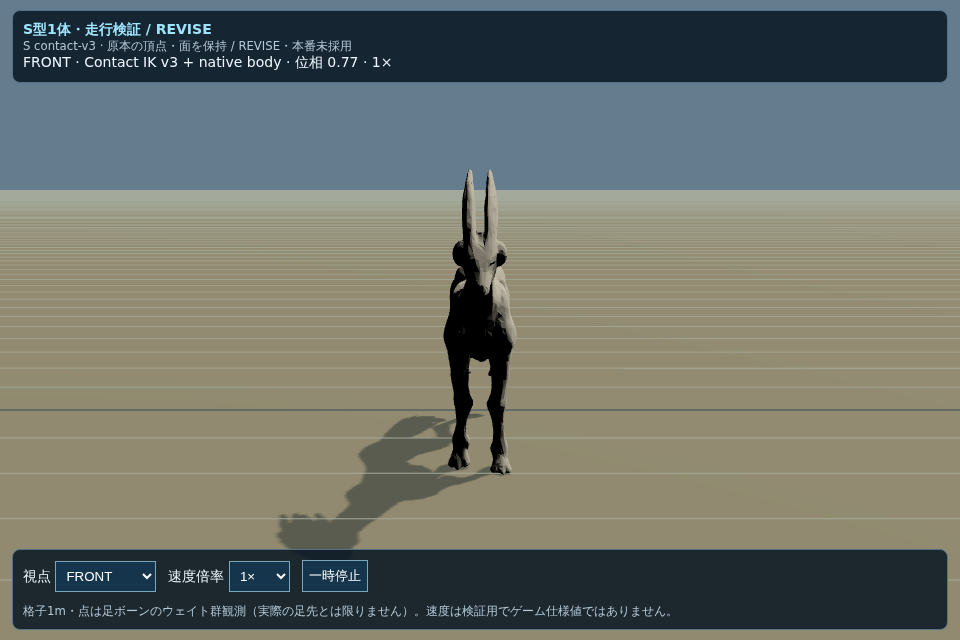 S型1体・走行検証 / REVISE
S contact-v3 · 原本の頂点・面を保持 / REVISE・本番未採用
FRONT · Contact IK v3 + native body · 位相 0.77 · 1×
視点 FRONT 速度倍率 1× 一時停止
格子1m・点は足ボーンのウェイト群観測（実際の足先とは限りません）。速度は検証用でゲーム仕様値ではありません。